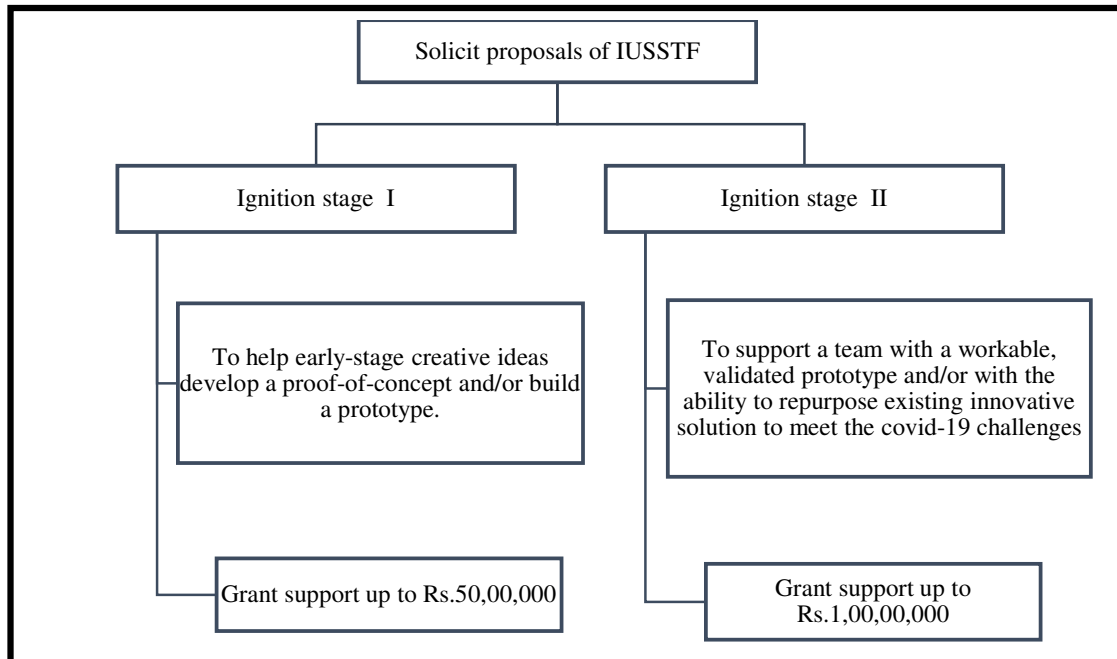 Solicit proposals of IUSSTF
Ignition stage I
Ignition stage II
To help early-stage creative ideas
develop a proof-of-concept and/or build
a prototype.
To support a team with a workable,
validated prototype and/or with the
ability to repurpose existing innovative
solution to meet the covid-19 challenges
Grant support up to Rs.50,00,000
Grant support up to
Rs.1,00,00,000